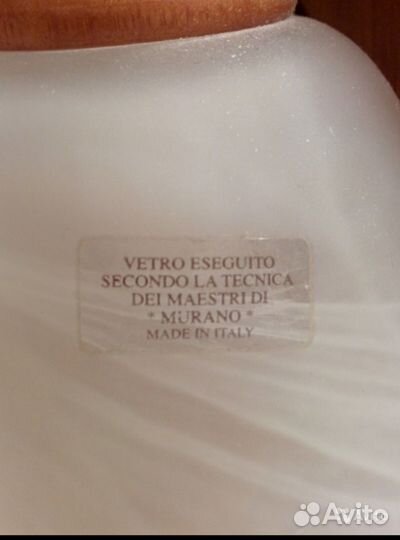 VETRO ESEGUITO
SECONDO LA TECNICA
DEI MAESTRI DI
* MURANO *
MADE IN ITALY
Avito